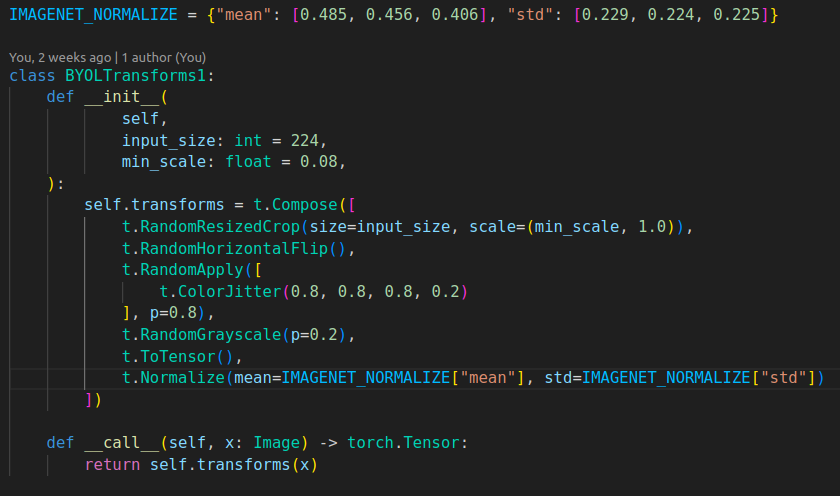 IMAGENET_NORMALIZE = {"mean": [0.485, 0.456, 0.406], "std": [0.229, 0.224, 0.225]}
You, 2 weeks ago | 1 author (You)
class BYOLTransforms1:
    def __init__(
            self,
            input_size: int = 224,
            min_scale: float = 0.08,
    ):
        self.transforms = t.Compose([
            t.RandomResizedCrop(size=input_size, scale=(min_scale, 1.0)),
            t.RandomHorizontalFlip(),
            t.RandomApply([
                t.ColorJitter(0.8, 0.8, 0.8, 0.2)
            ], p=0.8),
            t.RandomGrayscale(p=0.2),
            t.ToTensor(),
            t.Normalize(mean=IMAGENET_NORMALIZE["mean"], std=IMAGENET_NORMALIZE["std"])
        ])
    def __call__(self, x: Image) -> torch.Tensor:
        return self.transforms(x)